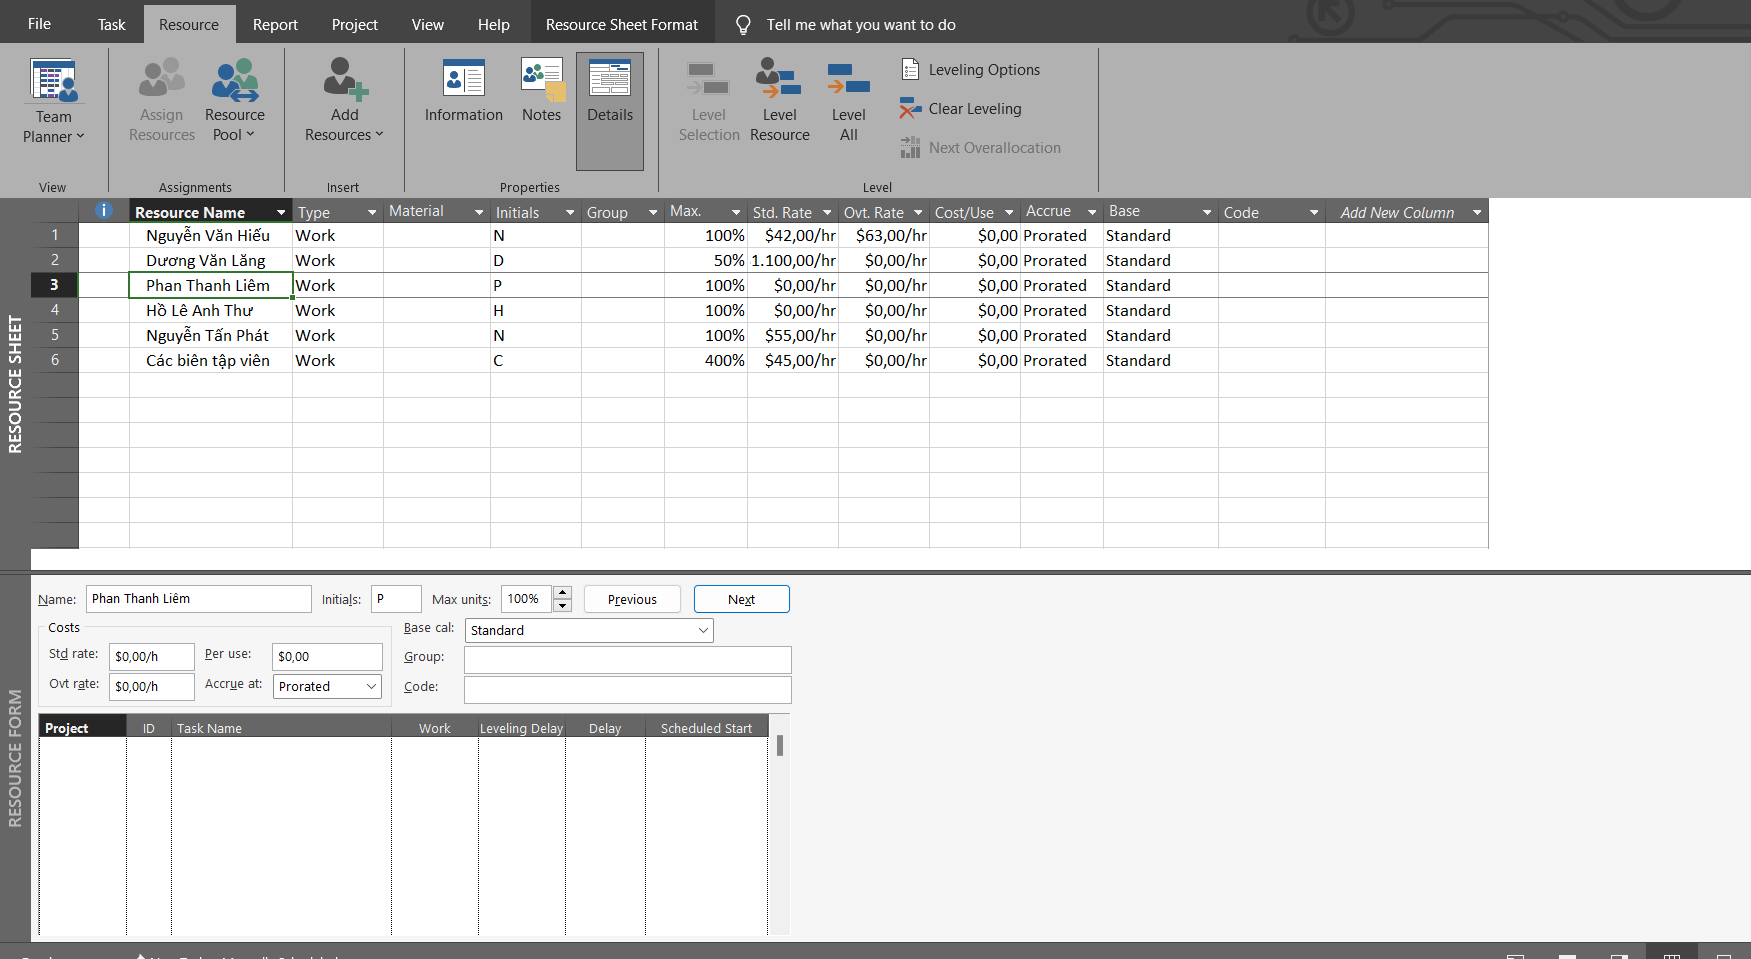 File Task Resource Report Project View Help Resource Sheet Format Tell me what you want to do
Team Planner
Assign Resources
Resource Pool
Add Resources
Information
Notes
Details
Level Selection
Level Resource
Level All
Leveling Options
Clear Leveling
Next Overallocation
View Assignments Insert Properties Level
RESOURCE SHEET
Resource Name Type Material Initials Group Max. Std. Rate Ovt. Rate Cost/Use Accrue Base Code Add New Column
1 Nguyễn Văn Hiếu Work N 100% $42,00/hr $63,00/hr $0,00 Prorated Standard
2 Dương Văn Lăng Work D 50% 1.100,00/hr $0,00/hr $0,00 Prorated Standard
3 Phan Thanh Liêm Work P 100% $0,00/hr $0,00/hr $0,00 Prorated Standard
4 Hồ Lê Anh Thư Work H 100% $0,00/hr $0,00/hr $0,00 Prorated Standard
5 Nguyễn Tấn Phát Work N 100% $55,00/hr $0,00/hr $0,00 Prorated Standard
6 Các biên tập viên Work C 400% $45,00/hr $0,00/hr $0,00 Prorated Standard
RESOURCE FORM
Name: Phan Thanh Liêm Initials: P Max units: 100% Previous Next
Costs Base cal: Standard
Std rate: $0,00/h Per use: $0,00 Group:
Ovt rate: $0,00/h Accrue at: Prorated Code:
Project ID Task Name Work Leveling Delay Delay Scheduled Start